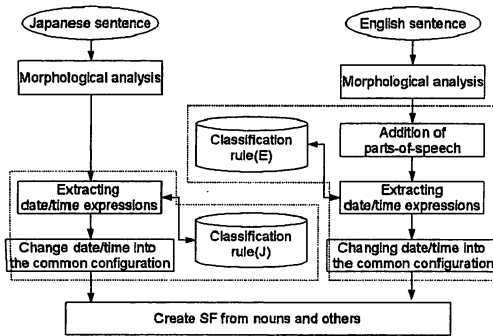 Japanese sentence
English sentence
Morphological analysis
Morphological analysis
Classification
rule(E)
Addition of
parts-of-speech
Extracting
date/time expressions
Extracting
date/time expressions
Classification
rule(J)
Change date/time into
the common configuration
Changing date/time into
the common configuration
Create SF from nouns and others